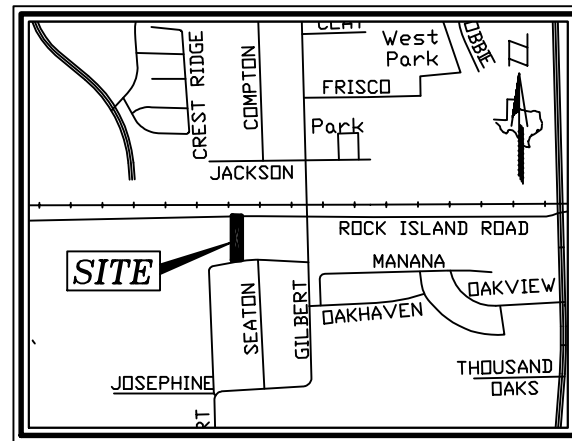 West
Park
CREST RIDGE
COMPTON
FRISCO
Park
JACKSON
ROCK ISLAND ROAD
MANANA
SITE
OAKVIEW
OAKHAVEN
SEATON
GILBERT
THOUSAND
OAKS
JOSEPHINE